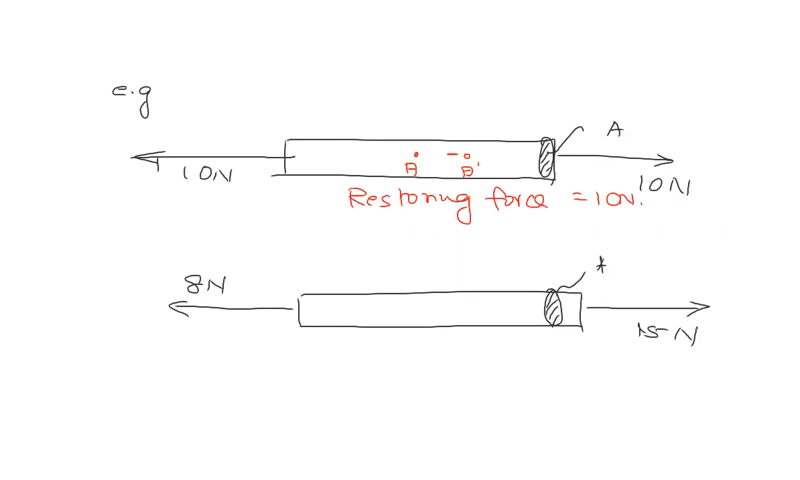 e.g
A
10N
10N
A A'
Restoring force = 10N.
8N
A
15N